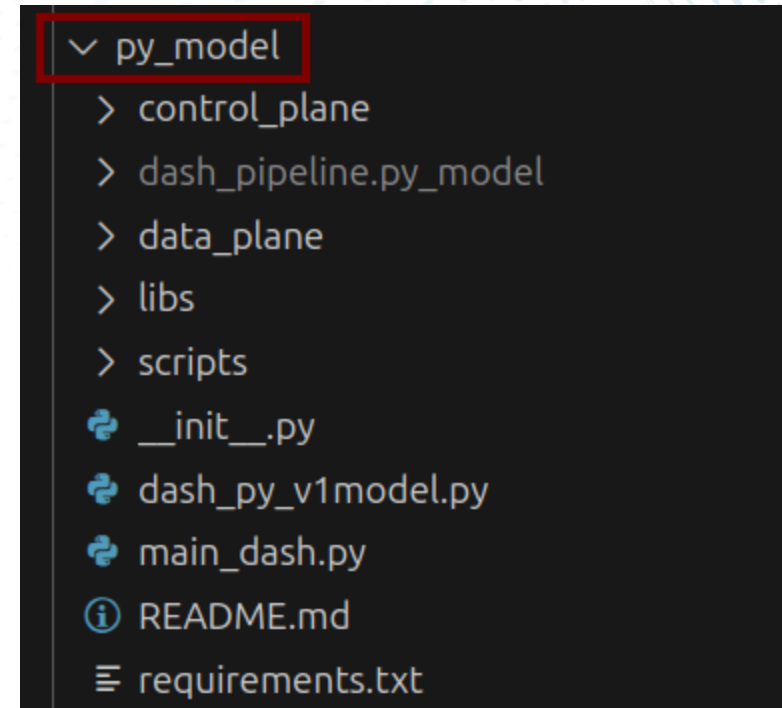 py_model
control_plane
dash_pipeline.py_model
data_plane
libs
scripts
__init__.py
dash_py_v1model.py
main_dash.py
README.md
requirements.txt